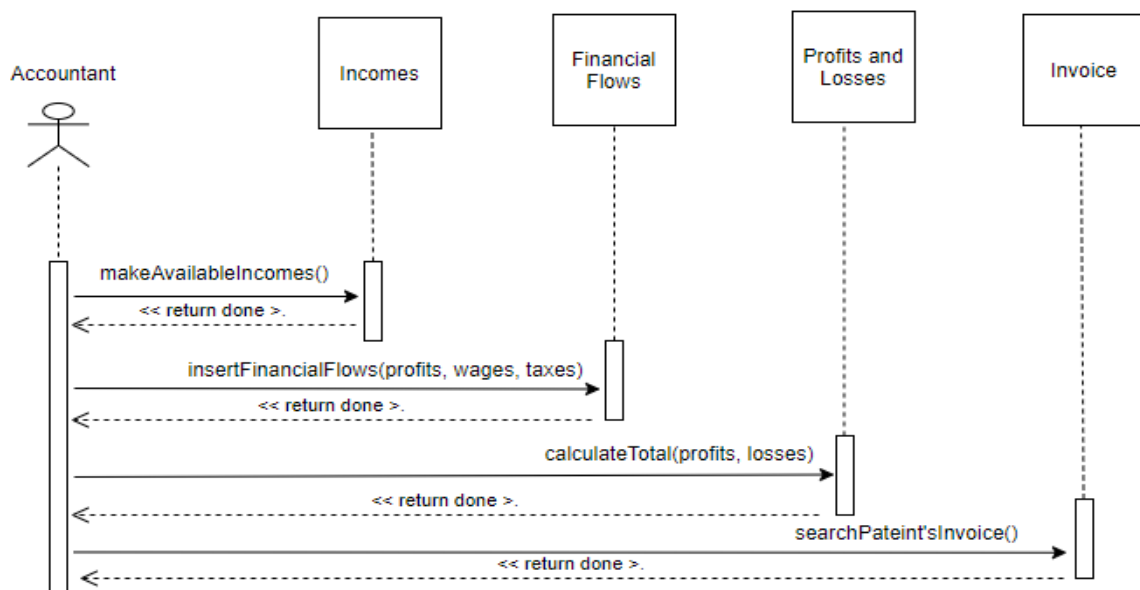 Accountant
Incomes
Financial
Flows
Profits and
Losses
Invoice
makeAvailableIncomes()
<< return done >.
insertFinancialFlows(profits, wages, taxes)
<< return done >.
calculateTotal(profits, losses)
<< return done >.
searchPateint'sInvoice()
<< return done >.